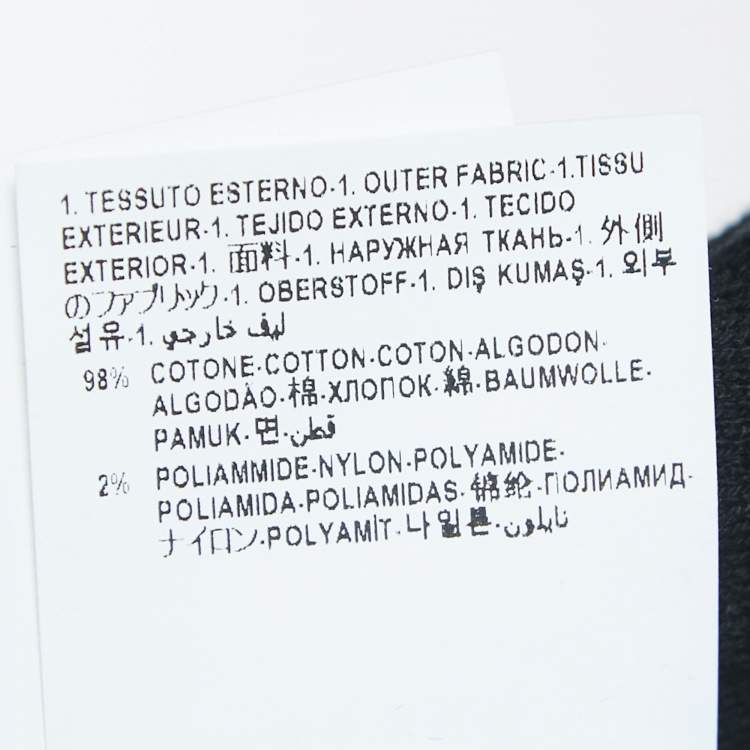 1. TESSUTO ESTERNO-1. OUTER FABRIC-1.TISSU
EXTERIEUR-1. TEJIDO EXTERNO-1. TECIDO
EXTERIOR-1. 面料-1. НАРУЖНАЯ ТКАНЬ-1. 外側
のファブリック-1. OBERSTOFF-1. DIŞ KUMAŞ-1. 외부
섬유-1. ليف خارجي
98% COTONE-COTTON-COTON-ALGODON-
ALGODÃO-棉-ХЛОПОК-綿-BAUMWOLLE-
PAMUK-면-قطن
2% POLIAMMIDE-NYLON-POLYAMIDE-
POLIAMIDA-POLIAMIDAS-锦纶-ПОЛИАМИД-
ナイロン-POLYAMİT-나일론-نايلون